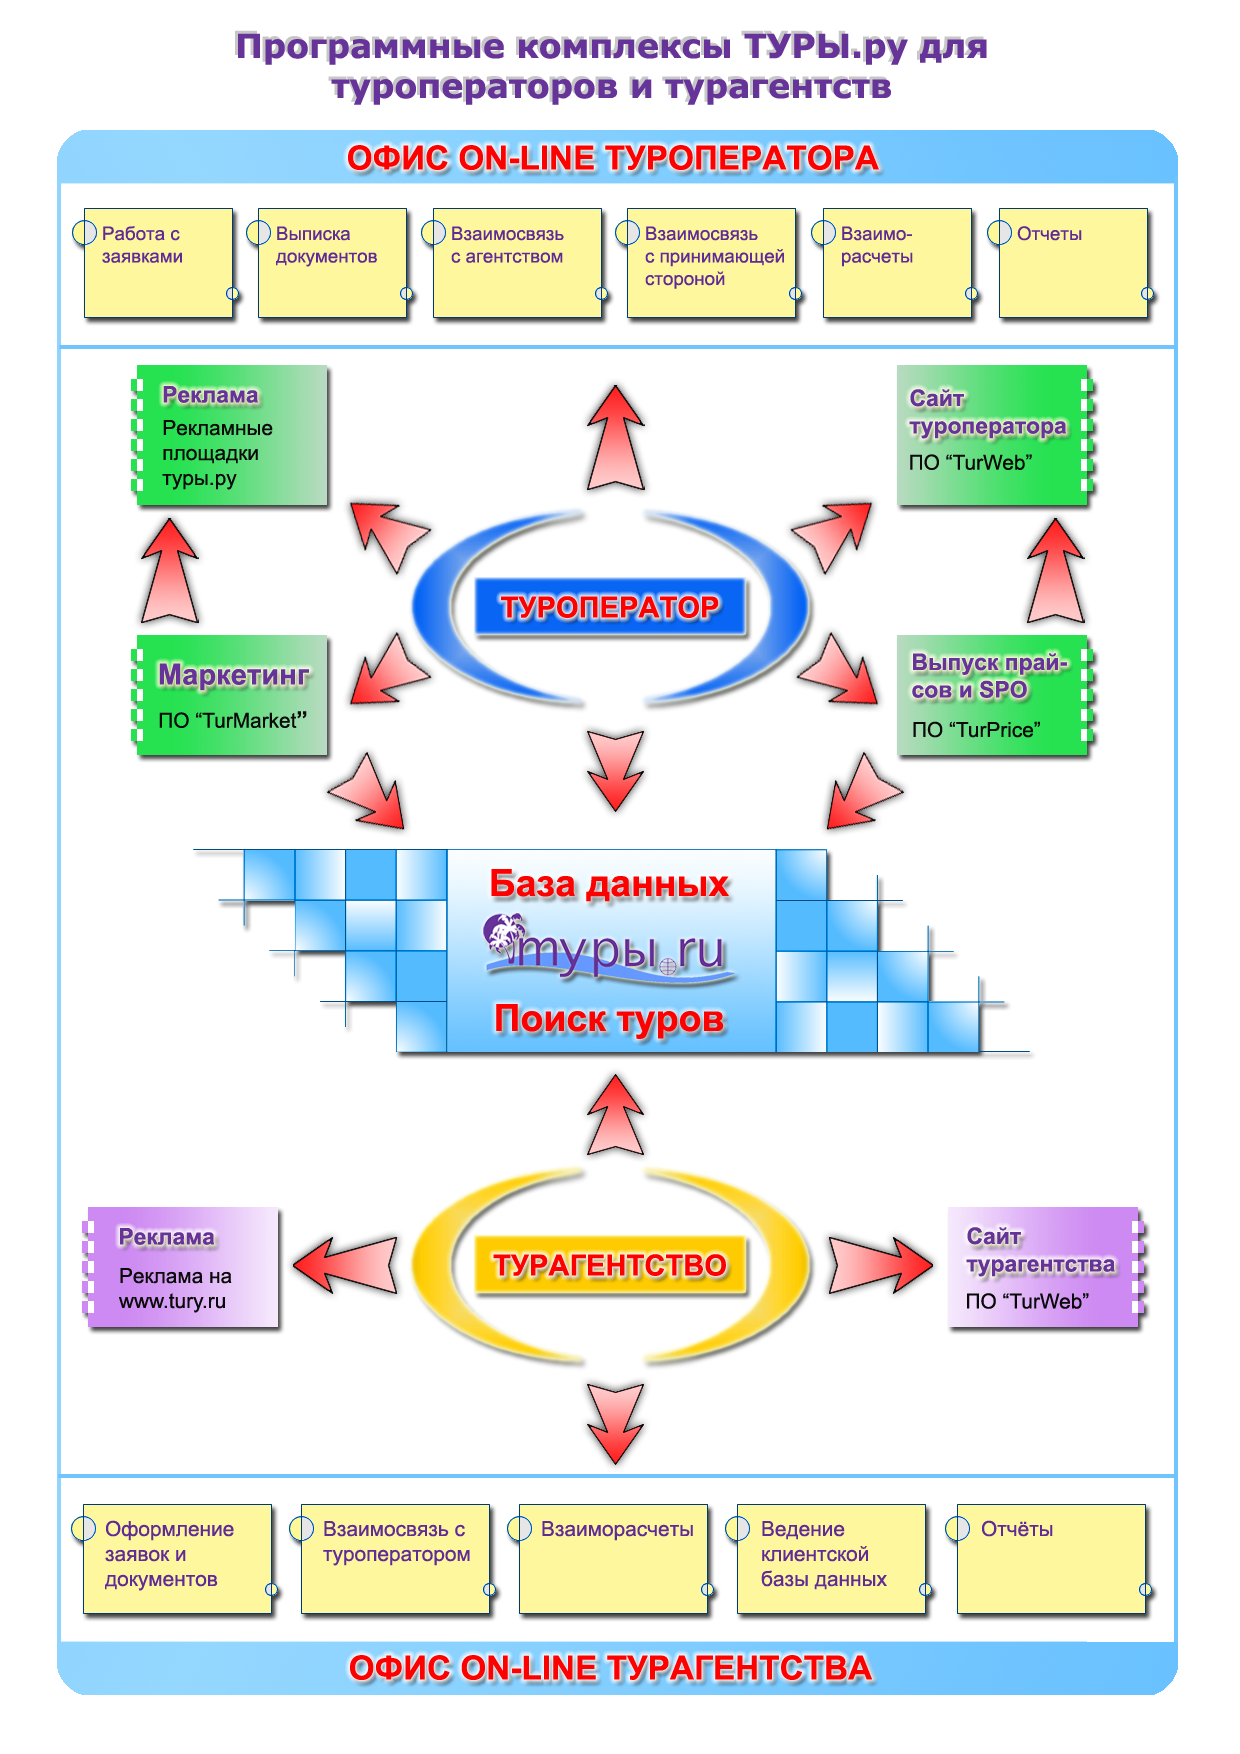 Программные комплексы ТУРЫ.ру для
туроператоров и турагентств
ОФИС ON-LINE ТУРОПЕРАТОРА
Работа с
заявками
Выписка
документов
Взаимосвязь
с агентством
Взаимосвязь
с принимающей
стороной
Взаимо-
расчеты
Отчеты
Реклама
Рекламные
площадки
туры.ру
Сайт
туроператора
ПО “TurWeb”
ТУРОПЕРАТОР
Маркетинг
ПО “TurMarket”
Выпуск прай-
сов и SPO
ПО “TurPrice”
База данных
туры.ru
Поиск туров
Реклама
Реклама на
www.tury.ru
ТУРАГЕНТСТВО
Сайт
турагентства
ПО “TurWeb”
Оформление
заявок и
документов
Взаимосвязь с
туроператором
Взаиморасчеты
Ведение
клиентской
базы данных
Отчёты
ОФИС ON-LINE ТУРАГЕНТСТВА